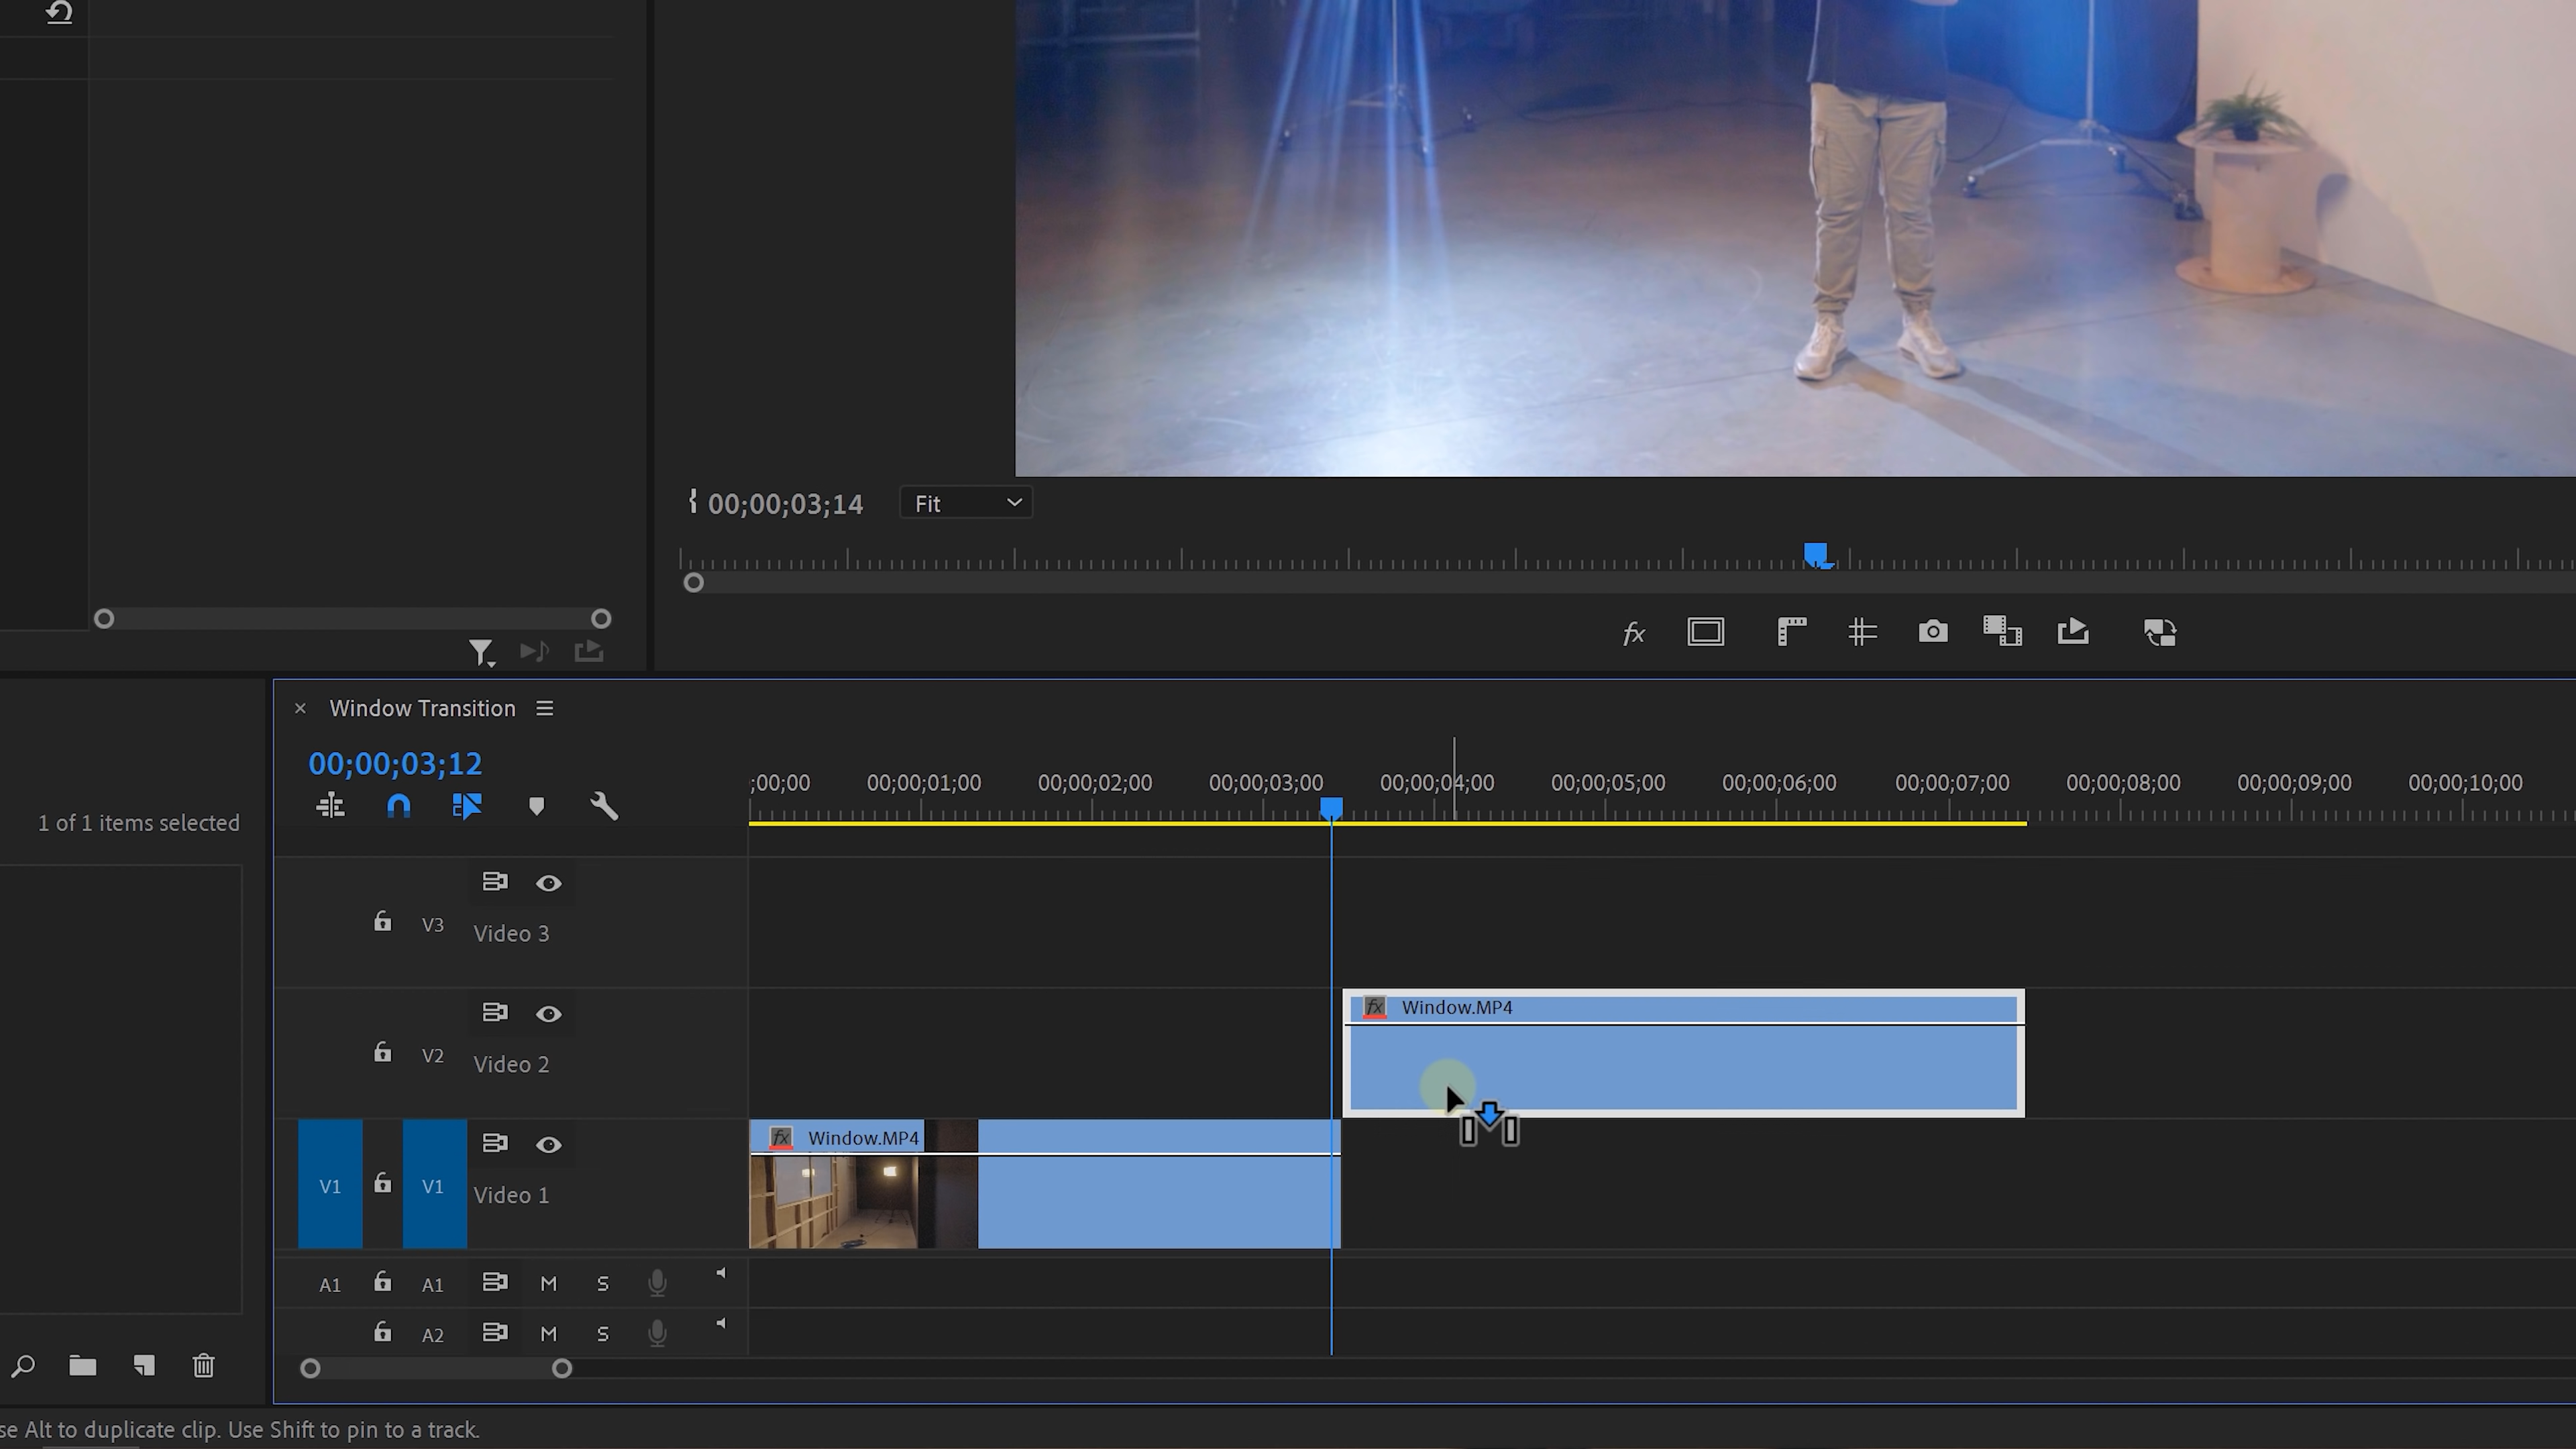 00;00;03;14
Fit
fx
Window Transition
00;00;03;12
;00;00 00;00;01;00 00;00;02;00 00;00;03;00 00;00;04;00 00;00;05;00 00;00;06;00 00;00;07;00 00;00;08;00 00;00;09;00 00;00;10;00
1 of 1 items selected
V3 Video 3
fx Window.MP4
V2 Video 2
fx Window.MP4
V1 V1 Video 1
A1 A1 M S
A2 M S
se Alt to duplicate clip. Use Shift to pin to a track.